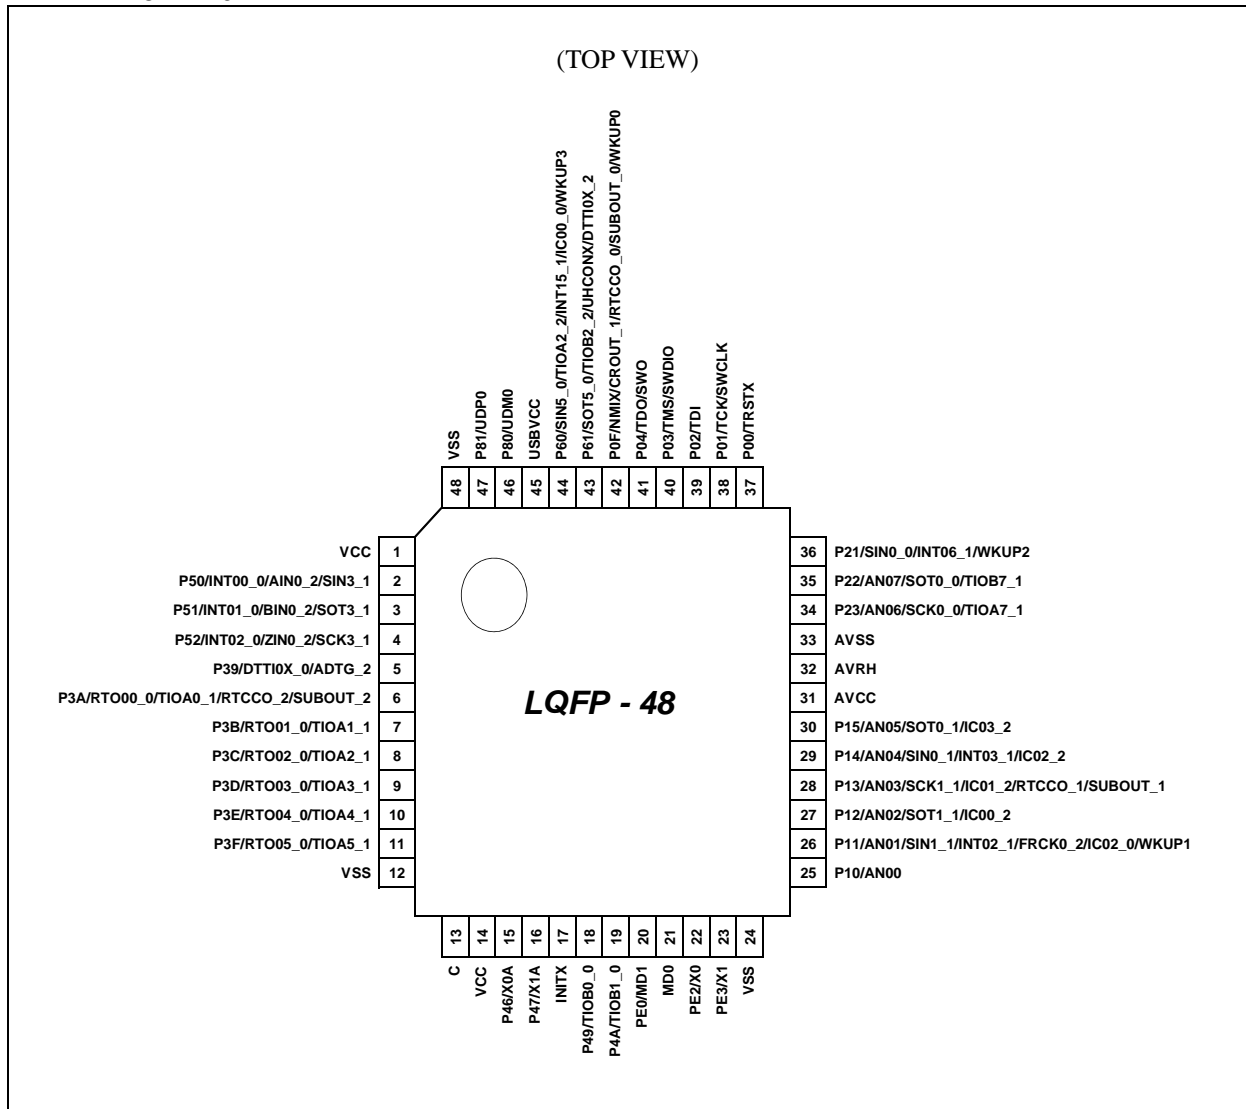 (TOP VIEW)
VSS
P81/UDP0
P80/UDM0
USBVCC
P60/SIN5_0/TIOA2_2/INT15_1/IC00_0/WKUP3
P61/SOT5_0/TIOB2_2/UHCONX/DTTI0X_2
P0F/NMIX/CROUT_1/RTCCO_0/SUBOUT_0/WKUP0
P04/TDO/SWO
P03/TMS/SWDIO
P02/TDI
P01/TCK/SWCLK
P00/TRSTX
48 47 46 45 44 43 42 41 40 39 38 37
VCC 1
P50/INT00_0/AIN0_2/SIN3_1 2
P51/INT01_0/BIN0_2/SOT3_1 3
P52/INT02_0/ZIN0_2/SCK3_1 4
P39/DTTI0X_0/ADTG_2 5
P3A/RTO00_0/TIOA0_1/RTCCO_2/SUBOUT_2 6
P3B/RTO01_0/TIOA1_1 7
P3C/RTO02_0/TIOA2_1 8
P3D/RTO03_0/TIOA3_1 9
P3E/RTO04_0/TIOA4_1 10
P3F/RTO05_0/TIOA5_1 11
VSS 12
LQFP - 48
36 P21/SIN0_0/INT06_1/WKUP2
35 P22/AN07/SOT0_0/TIOB7_1
34 P23/AN06/SCK0_0/TIOA7_1
33 AVSS
32 AVRH
31 AVCC
30 P15/AN05/SOT0_1/IC03_2
29 P14/AN04/SIN0_1/INT03_1/IC02_2
28 P13/AN03/SCK1_1/IC01_2/RTCCO_1/SUBOUT_1
27 P12/AN02/SOT1_1/IC00_2
26 P11/AN01/SIN1_1/INT02_1/FRCK0_2/IC02_0/WKUP1
25 P10/AN00
13 14 15 16 17 18 19 20 21 22 23 24
C
VCC
P46/X0A
P47/X1A
INITX
P49/TIOB0_0
P4A/TIOB1_0
PE0/MD1
MD0
PE2/X0
PE3/X1
VSS